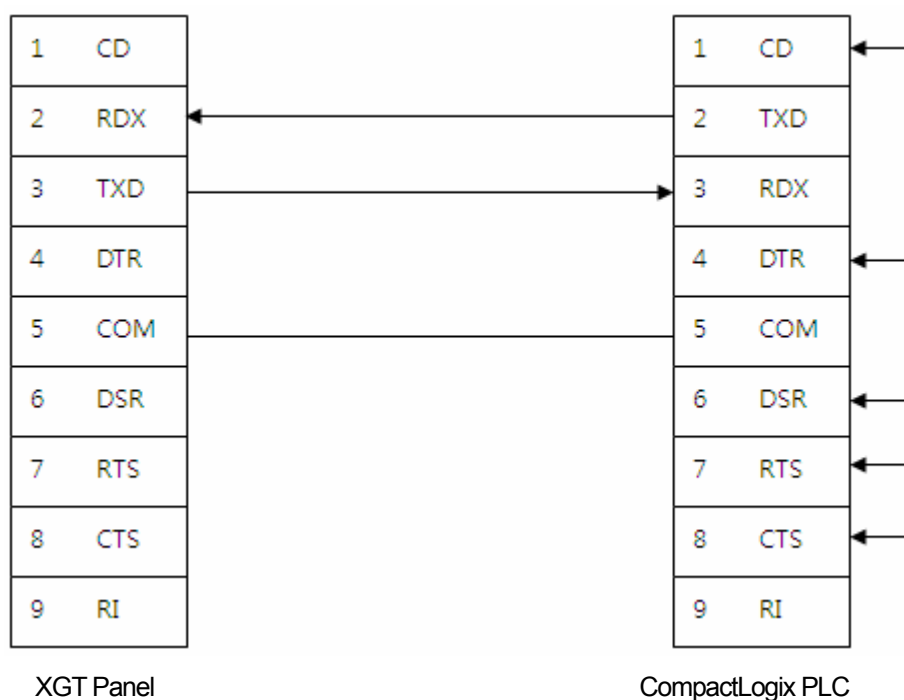 1 CD 1 CD
2 RDX 2 TXD
3 TXD 3 RDX
4 DTR 4 DTR
5 COM 5 COM
6 DSR 6 DSR
7 RTS 7 RTS
8 CTS 8 CTS
9 RI 9 RI
XGT Panel CompactLogix PLC